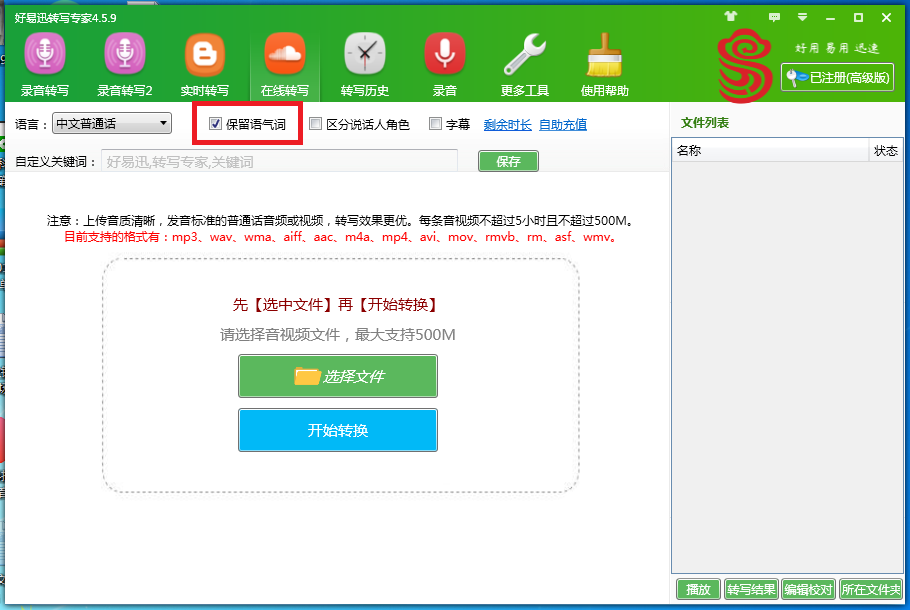 好易迅转写专家4.5.9
好用 易用 迅速
已注册(高级版)
录音转写 录音转写2 实时转写 在线转写 转写历史 录音 更多工具 使用帮助
语言： 中文普通话 保留语气词 区分说话人角色 字幕 剩余时长 自助充值
自定义关键词： 好易迅,转写专家,关键词 保存
注意：上传音质清晰，发音标准的普通话音频或视频，转写效果更优。每条音视频不超过5小时且不超过500M。
目前支持的格式有：mp3、wav、wma、aiff、aac、m4a、mp4、avi、mov、rmvb、rm、asf、wmv。
先【选中文件】再【开始转换】
请选择音视频文件，最大支持500M
选择文件
开始转换
文件列表
名称 状态
播放 转写结果 编辑校对 所在文件夹